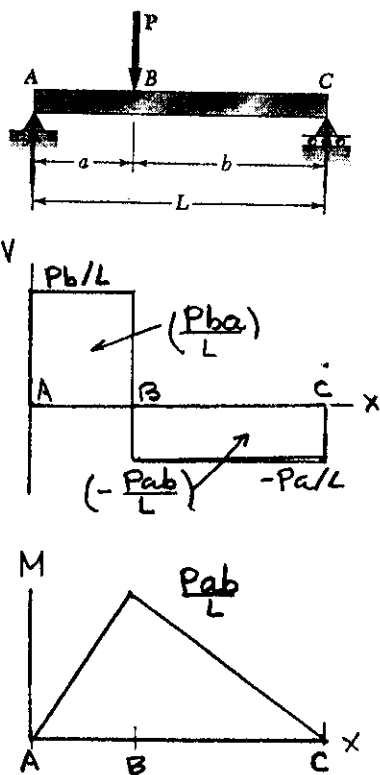 P
A B C
a b
L
V
Pb/L
(Pba/L)
A B C x
(- Pab/L) -Pa/L
M
Pab/L
A B C x